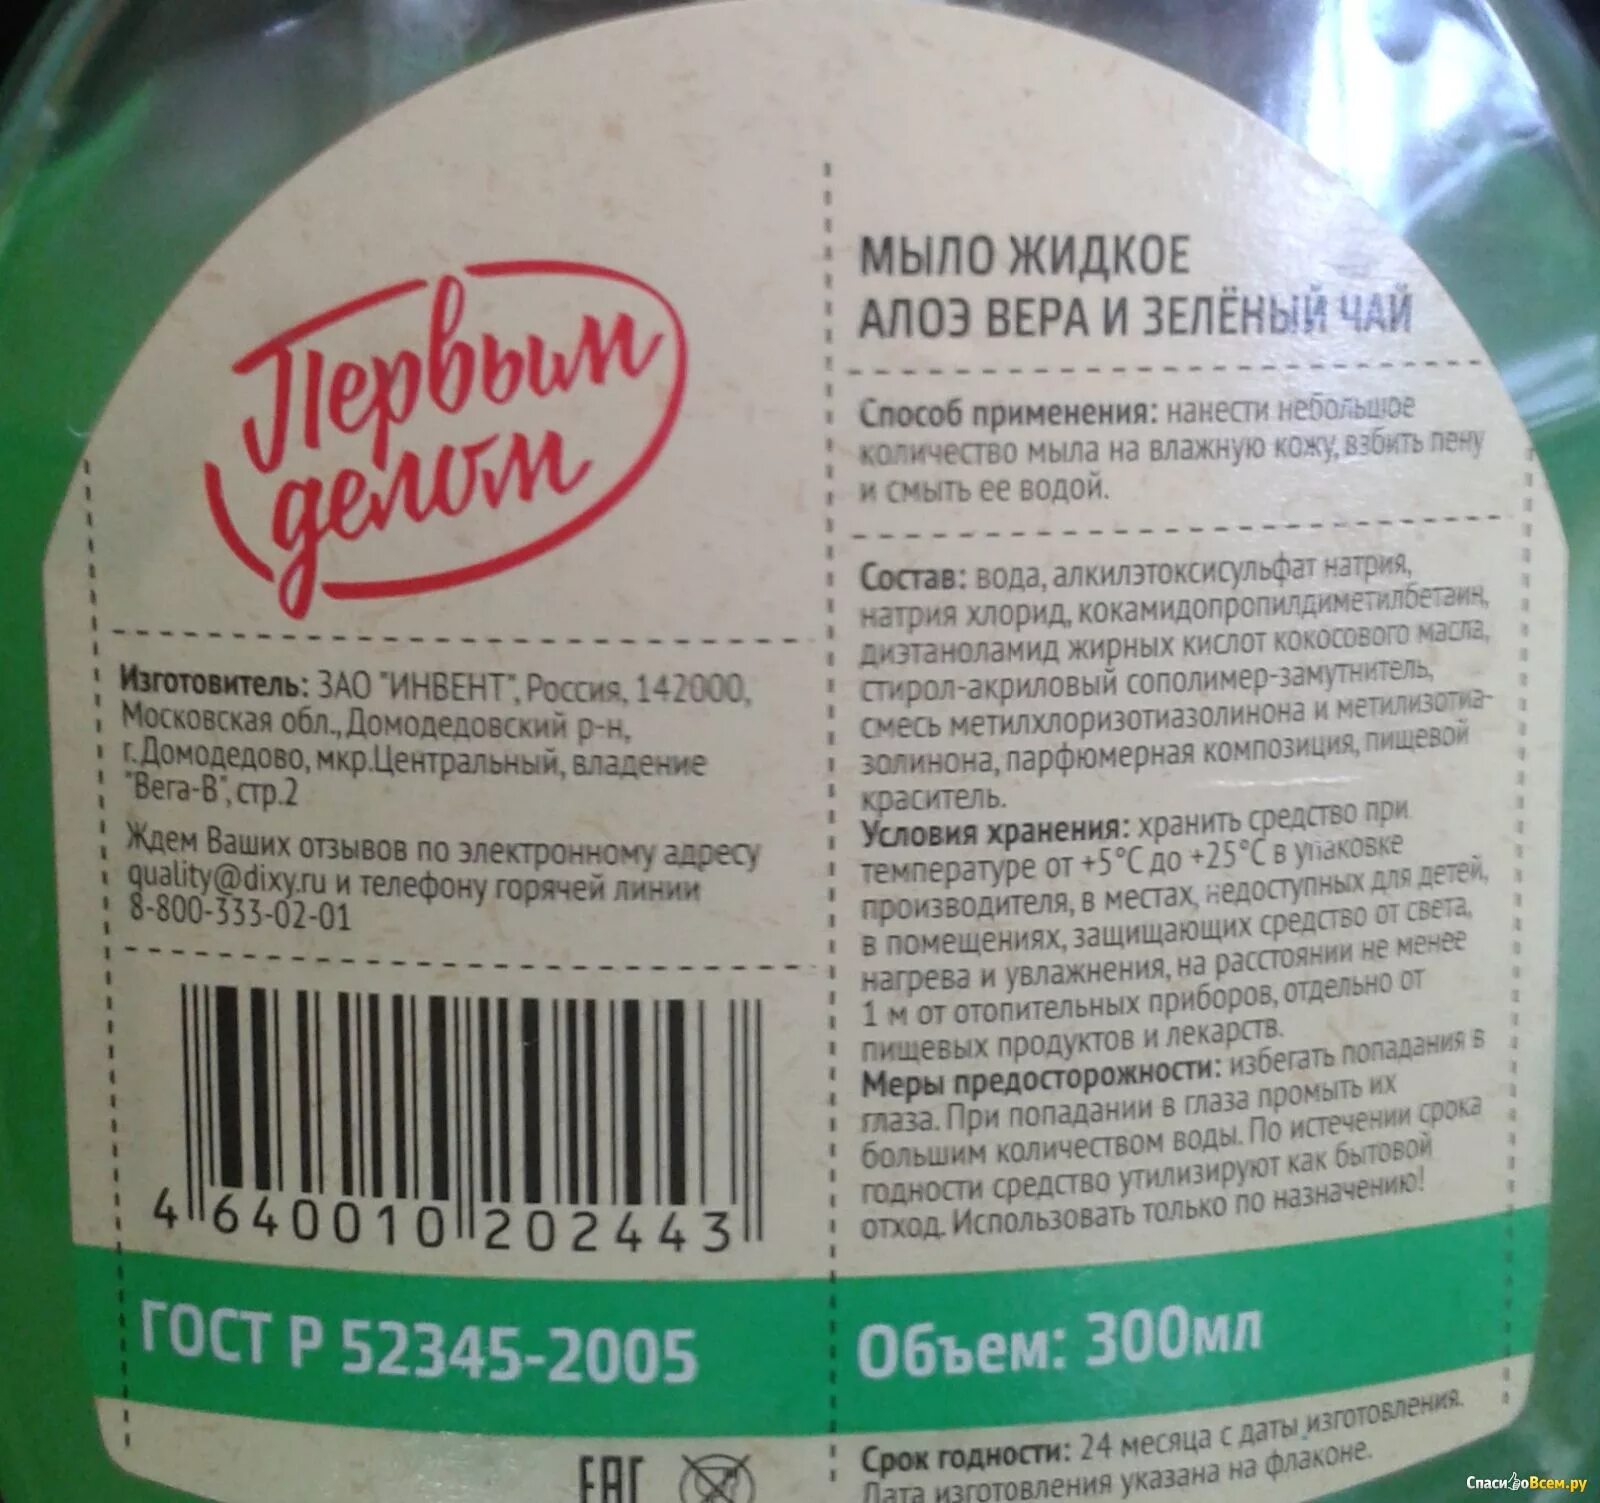 Первым
делом
Изготовитель: ЗАО "ИНВЕНТ", Россия, 142000,
Московская обл., Домодедовский р-н,
г. Домодедово, мкр. Центральный, владение
"Вега-В", стр.2
Ждем Ваших отзывов по электронному адресу
quality@dixy.ru и телефону горячей линии
8-800-333-02-01
4 640010 202443
ГОСТ Р 52345-2005
ЕАС
МЫЛО ЖИДКОЕ
АЛОЭ ВЕРА И ЗЕЛЁНЫЙ ЧАЙ
Способ применения: нанести небольшое
количество мыла на влажную кожу, взбить пену
и смыть ее водой.
Состав: вода, алкилэтоксисульфат натрия,
натрия хлорид, кокамидопропилдиметилбетаин,
диэтаноламид жирных кислот кокосового масла,
стирол-акриловый сополимер-замутнитель,
смесь метилхлоризотиазолинона и метилизотиа-
золинона, парфюмерная композиция, пищевой
краситель.
Условия хранения: хранить средство при
температуре от +5°С до +25°С в упаковке
производителя, в местах, недоступных для детей,
в помещениях, защищающих средство от света,
нагрева и увлажнения, на расстоянии не менее
1 м от отопительных приборов, отдельно от
пищевых продуктов и лекарств.
Меры предосторожности: избегать попадания в
глаза. При попадании в глаза промыть их
большим количеством воды. По истечении срока
годности средство утилизируют как бытовой
отход. Использовать только по назначению!
Объем: 300мл
Срок годности: 24 месяца с даты изготовления.
Дата изготовления указана на флаконе.
СпасибоВсем.ру